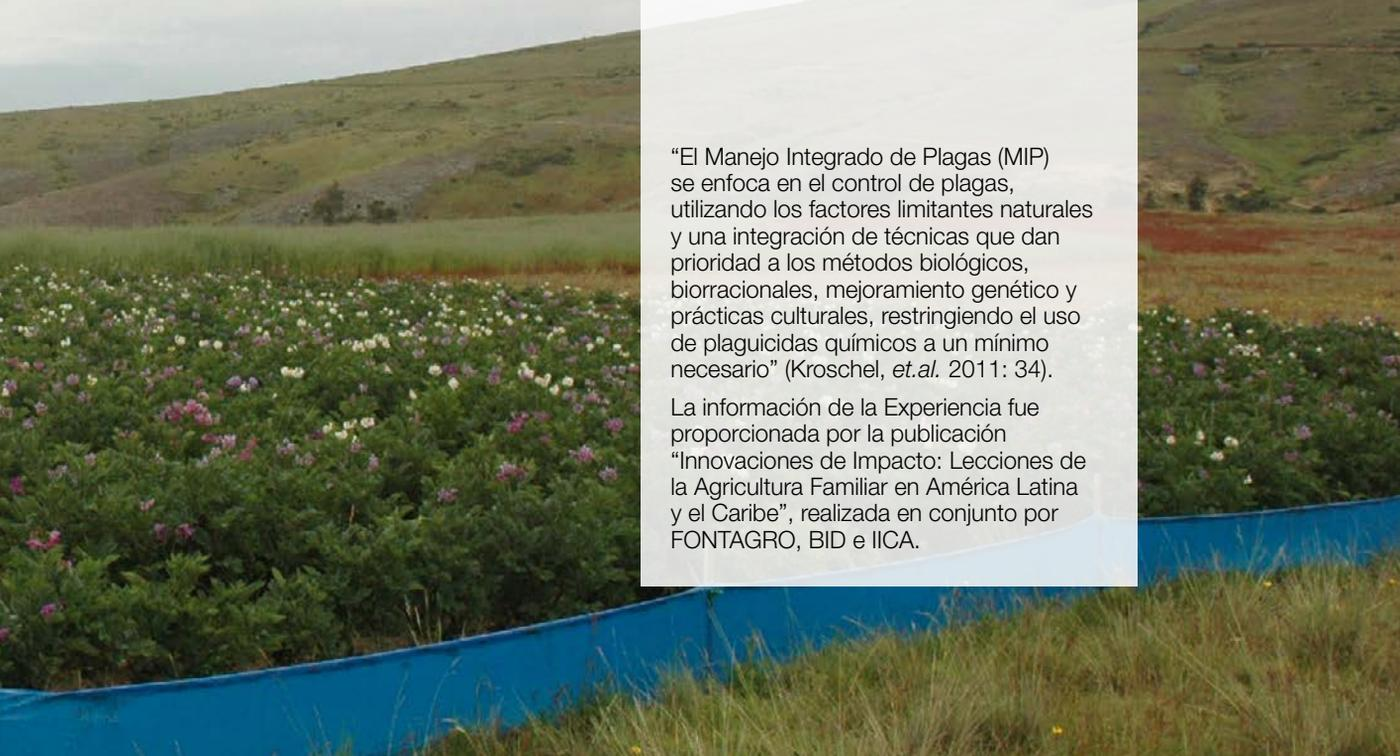 “El Manejo Integrado de Plagas (MIP)
se enfoca en el control de plagas,
utilizando los factores limitantes naturales
y una integración de técnicas que dan
prioridad a los métodos biológicos,
biorracionales, mejoramiento genético y
prácticas culturales, restringiendo el uso
de plaguicidas químicos a un mínimo
necesario” (Kroschel, et.al. 2011: 34).
La información de la Experiencia fue
proporcionada por la publicación
“Innovaciones de Impacto: Lecciones de
la Agricultura Familiar en América Latina
y el Caribe”, realizada en conjunto por
FONTAGRO, BID e IICA.